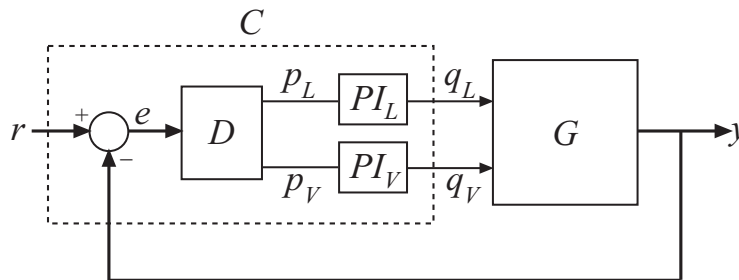 C
p_L PI_L q_L
r + e D G y
−
p_V PI_V q_V